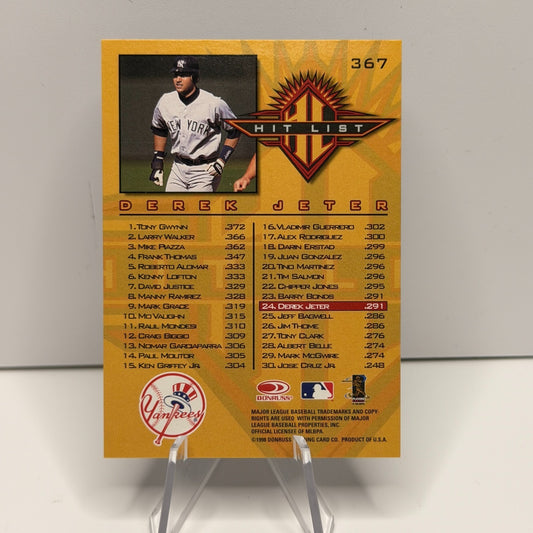 367
NEW YORK
HIT LIST
DEREK JETER
1. TONY GWYNN .372
2. LARRY WALKER .366
3. MIKE PIAZZA .362
4. FRANK THOMAS .347
5. ROBERTO ALOMAR .333
6. KENNY LOFTON .333
7. DAVID JUSTICE .329
8. MANNY RAMIREZ .328
9. MARK GRACE .319
10. MO VAUGHN .315
11. RAUL MONDESI .310
12. CRAIG BIGGIO .309
13. NOMAR GARCIAPARRA .306
14. PAUL MOLITOR .305
15. KEN GRIFFEY JR. .304
16. VLADIMIR GUERRERO .302
17. ALEX RODRIGUEZ .300
18. DARIN ERSTAD .299
19. JUAN GONZALEZ .296
20. TINO MARTINEZ .296
21. TIM SALMON .296
22. CHIPPER JONES .295
23. BARRY BONDS .291
24. DEREK JETER .291
25. JEFF BAGWELL .286
26. JIM THOME .286
27. TONY CLARK .276
28. ALBERT BELLE .274
29. MARK MCGWIRE .274
30. JOSE CRUZ JR. .248
Yankees
DONRUSS
MAJOR LEAGUE BASEBALL TRADEMARKS AND COPY-
RIGHTS ARE USED WITH PERMISSION OF MAJOR
LEAGUE BASEBALL PROPERTIES, INC.
OFFICIAL LICENSEE OF MLBPA.
©1998 DONRUSS TRADING CARD CO. PRODUCT OF U.S.A.